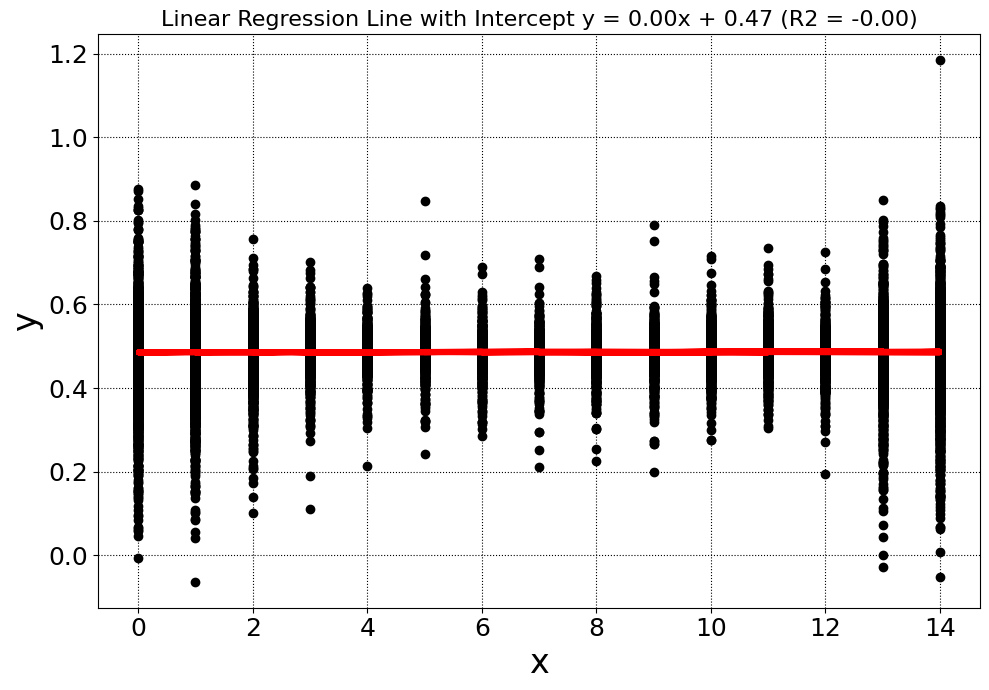 Linear Regression Line with Intercept y = 0.00x + 0.47 (R2 = -0.00)
1.2
1.0
0.8
0.6
0.4
0.2
0.0
y
0 2 4 6 8 10 12 14
x